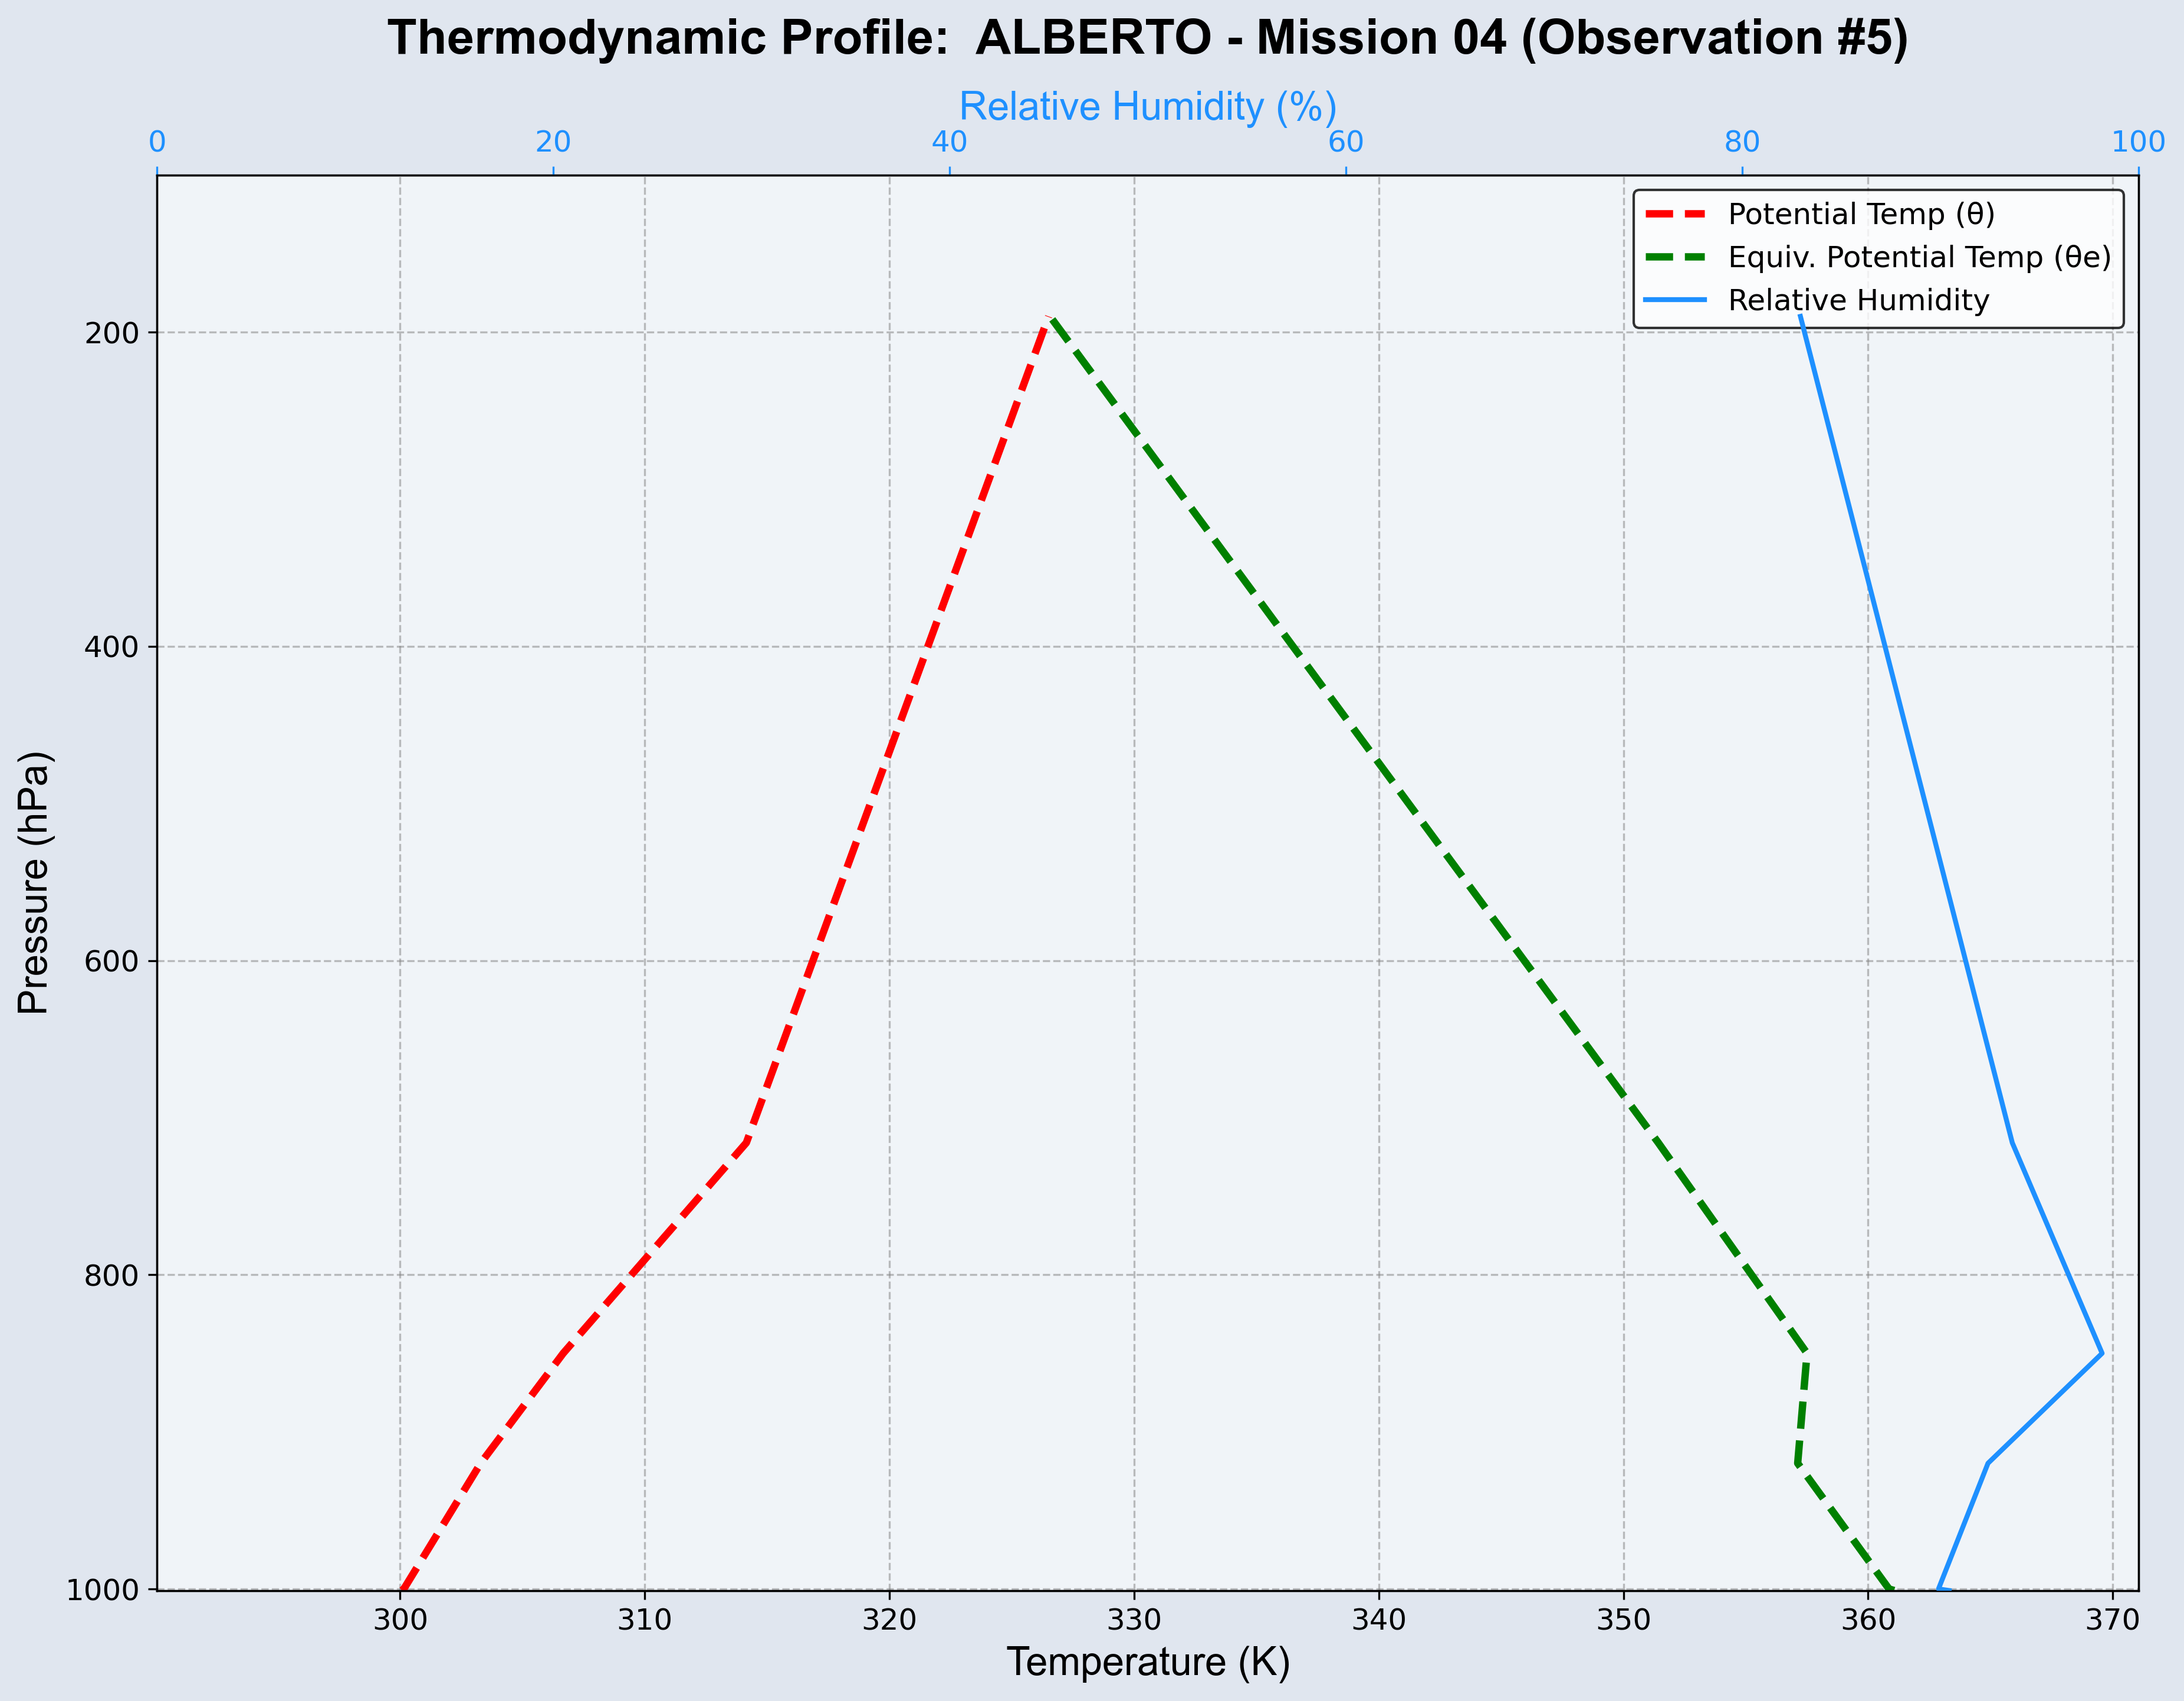 Thermodynamic Profile:  ALBERTO - Mission 04 (Observation #5)
Relative Humidity (%)
0 20 40 60 80 100
Potential Temp (θ)
Equiv. Potential Temp (θe)
Relative Humidity
200
400
600
800
1000
Pressure (hPa)
300 310 320 330 340 350 360 370
Temperature (K)